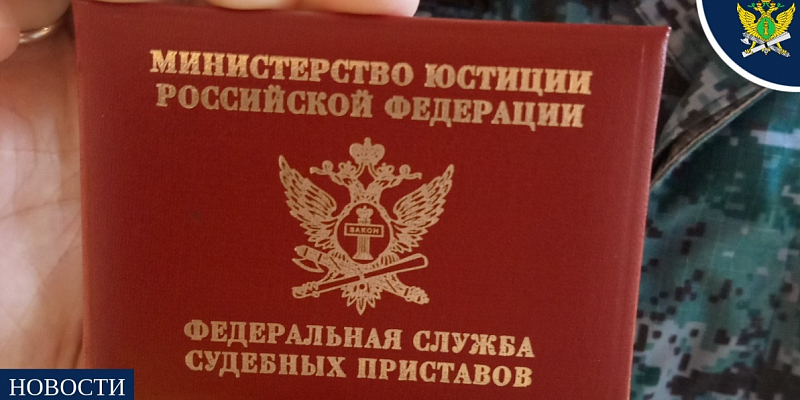 МИНИСТЕРСТВО ЮСТИЦИИ
РОССИЙСКОЙ ФЕДЕРАЦИИ
ЗАКОН
ФЕДЕРАЛЬНАЯ СЛУЖБА
СУДЕБНЫХ ПРИСТАВОВ
НОВОСТИ